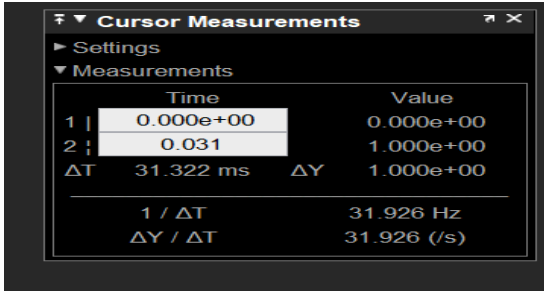 Cursor Measurements
Settings
Measurements
Time Value
1 | 0.000e+00 0.000e+00
2 ¦ 0.031 1.000e+00
ΔT 31.322 ms ΔY 1.000e+00
1 / ΔT 31.926 Hz
ΔY / ΔT 31.926 (/s)